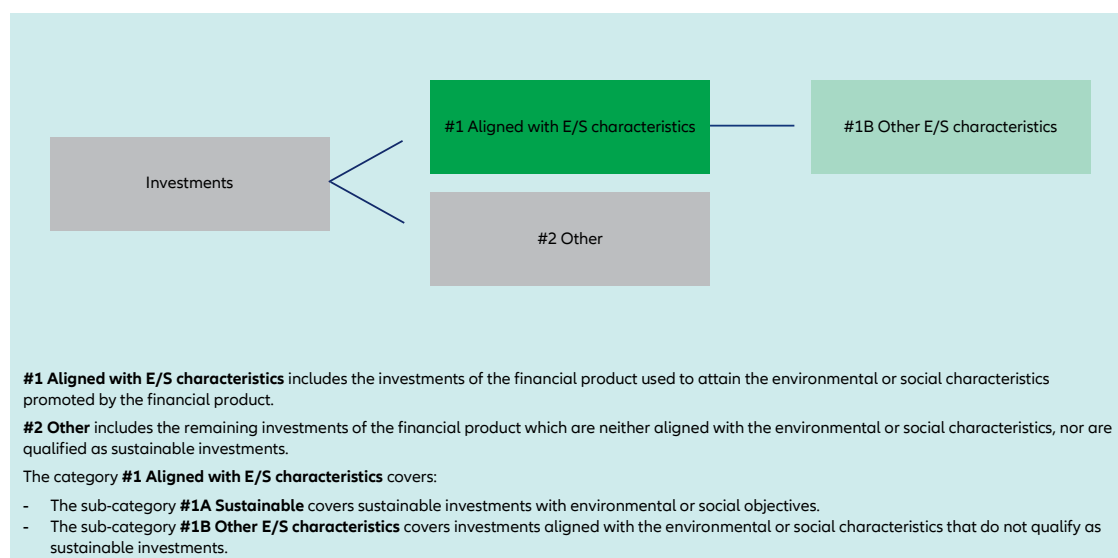 #1 Aligned with E/S characteristics
#1B Other E/S characteristics
Investments
#2 Other
#1 Aligned with E/S characteristics includes the investments of the financial product used to attain the environmental or social characteristics
promoted by the financial product.
#2 Other includes the remaining investments of the financial product which are neither aligned with the environmental or social characteristics, nor are
qualified as sustainable investments.
The category #1 Aligned with E/S characteristics covers:
- The sub-category #1A Sustainable covers sustainable investments with environmental or social objectives.
- The sub-category #1B Other E/S characteristics covers investments aligned with the environmental or social characteristics that do not qualify as
sustainable investments.